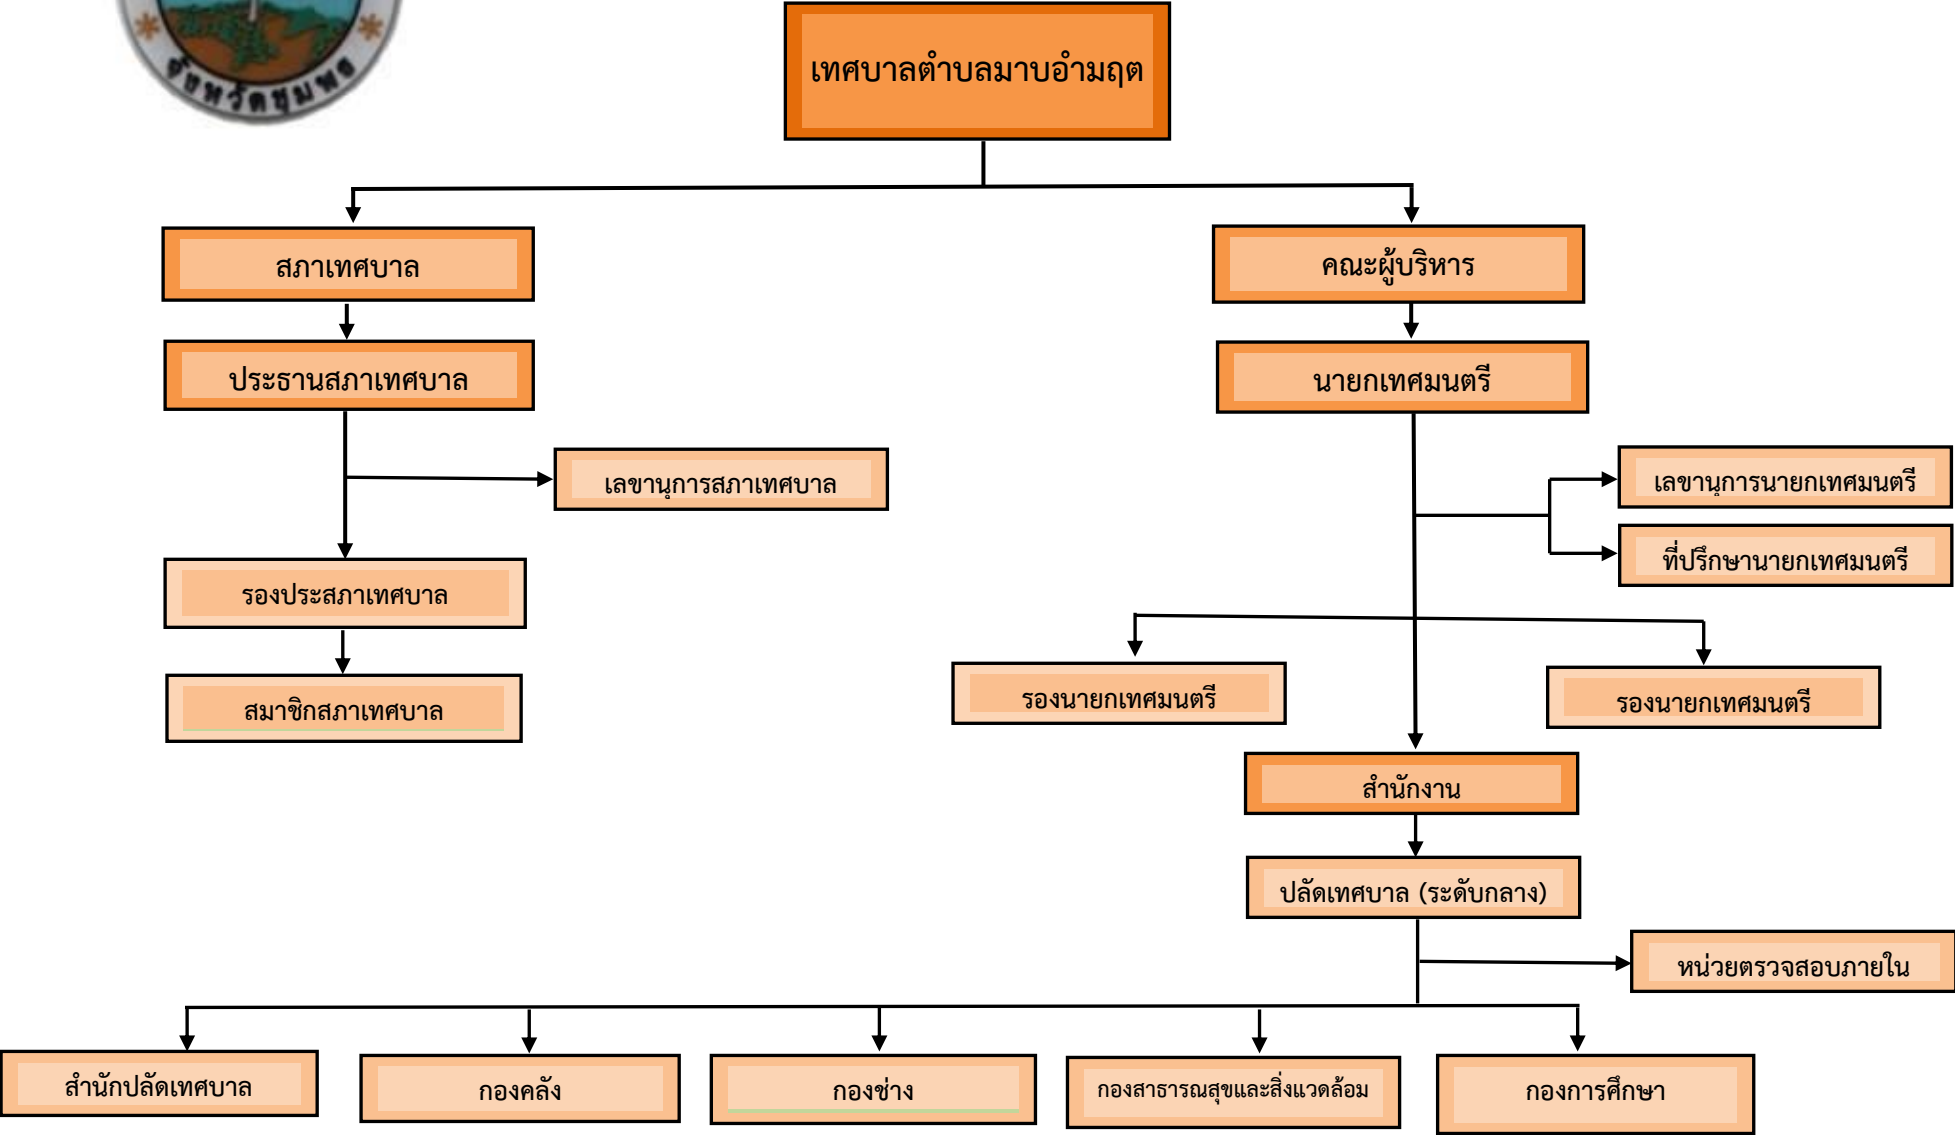 จังหวัดชุมพร
เทศบาลตำบลมาบอำมฤต
สภาเทศบาล
คณะผู้บริหาร
ประธานสภาเทศบาล
นายกเทศมนตรี
เลขานุการสภาเทศบาล
เลขานุการนายกเทศมนตรี
ที่ปรึกษานายกเทศมนตรี
รองประสภาเทศบาล
สมาชิกสภาเทศบาล
รองนายกเทศมนตรี
รองนายกเทศมนตรี
สำนักงาน
ปลัดเทศบาล (ระดับกลาง)
หน่วยตรวจสอบภายใน
สำนักปลัดเทศบาล
กองคลัง
กองช่าง
กองสาธารณสุขและสิ่งแวดล้อม
กองการศึกษา